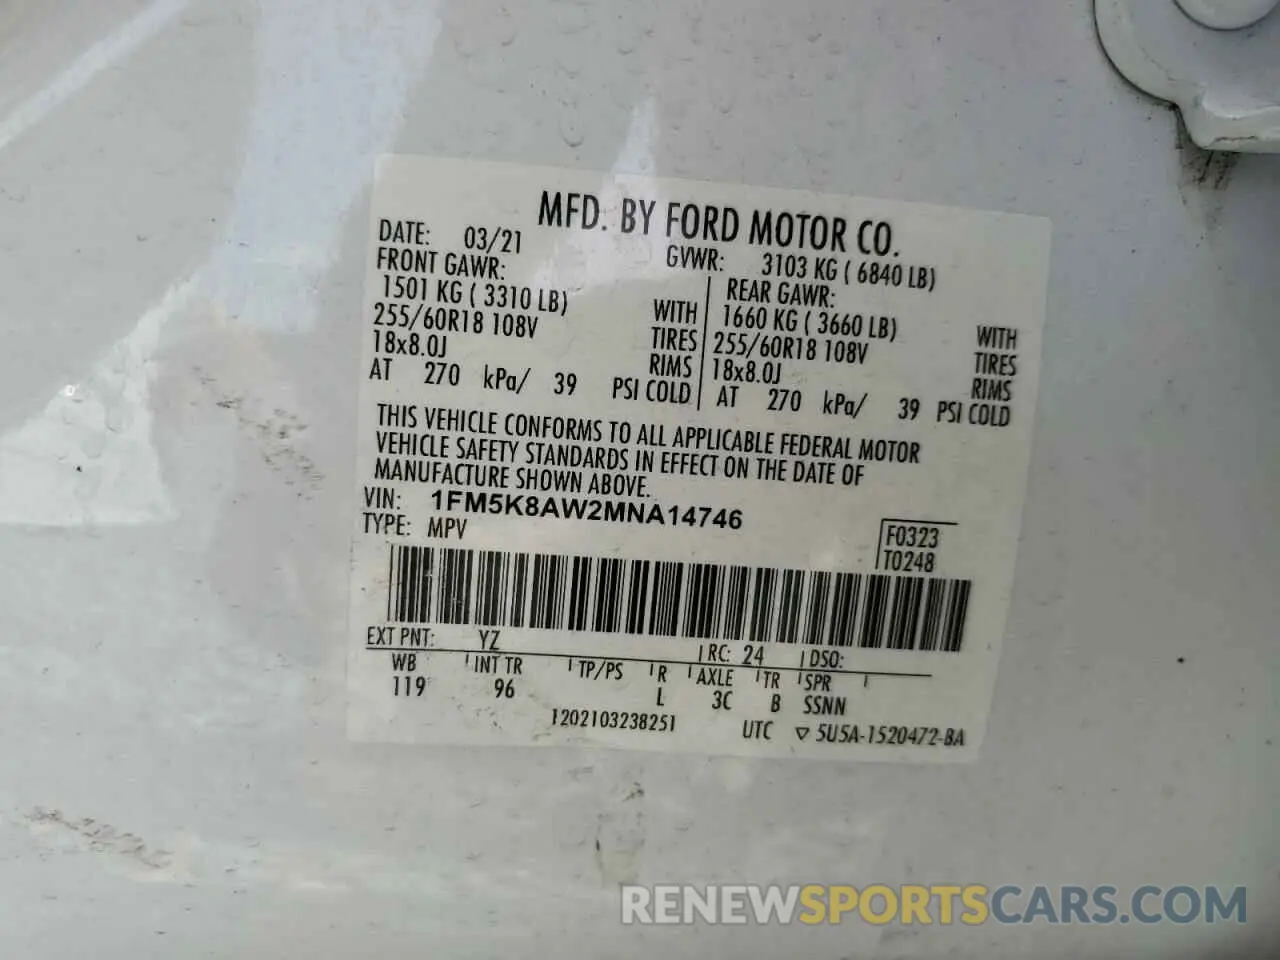 MFD. BY FORD MOTOR CO.
DATE: 03/21 GVWR: 3103 KG ( 6840 LB)
FRONT GAWR: REAR GAWR:
1501 KG ( 3310 LB) WITH 1660 KG ( 3660 LB) WITH
255/60R18 108V TIRES 255/60R18 108V TIRES
18x8.0J RIMS 18x8.0J RIMS
AT 270 kPa/ 39 PSI COLD AT 270 kPa/ 39 PSI COLD
THIS VEHICLE CONFORMS TO ALL APPLICABLE FEDERAL MOTOR
VEHICLE SAFETY STANDARDS IN EFFECT ON THE DATE OF
MANUFACTURE SHOWN ABOVE.
VIN: 1FM5K8AW2MNA14746
TYPE: MPV
F0323
T0248
EXT PNT: YZ RC: 24 DSO:
WB INT TR TP/PS R AXLE TR SPR
119 96 L 3C B SSNN
1202103238251 UTC ▽ 5U5A-1520472-BA
RENEWSPORTSCARS.COM